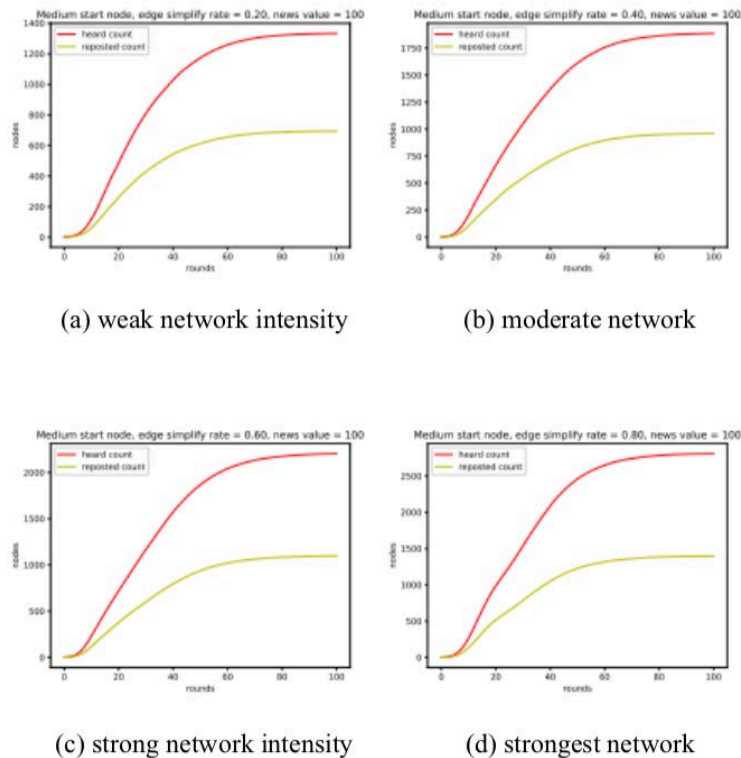 Medium start node, edge simplify rate = 0.20, news value = 100
1400
1200
1000
800
600
400
200
0
nodes
heard count
reposted count
0 20 40 60 80 100
rounds
(a) weak network intensity
Medium start node, edge simplify rate = 0.40, news value = 100
1750
1500
1250
1000
750
500
250
0
nodes
heard count
reposted count
0 20 40 60 80 100
rounds
(b) moderate network
Medium start node, edge simplify rate = 0.60, news value = 100
2000
1500
1000
500
0
nodes
heard count
reposted count
0 20 40 60 80 100
rounds
(c) strong network intensity
Medium start node, edge simplify rate = 0.80, news value = 100
2500
2000
1500
1000
500
0
nodes
heard count
reposted count
0 20 40 60 80 100
rounds
(d) strongest network